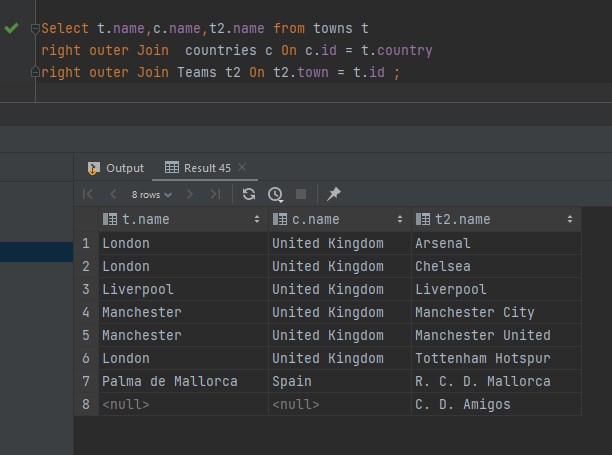 Select t.name,c.name,t2.name from towns t
right outer Join  countries c On c.id = t.country
right outer Join Teams t2 On t2.town = t.id ;
Output Result 45
8 rows
t.name c.name t2.name
1 London United Kingdom Arsenal
2 London United Kingdom Chelsea
3 Liverpool United Kingdom Liverpool
4 Manchester United Kingdom Manchester City
5 Manchester United Kingdom Manchester United
6 London United Kingdom Tottenham Hotspur
7 Palma de Mallorca Spain R. C. D. Mallorca
8 <null> <null> C. D. Amigos